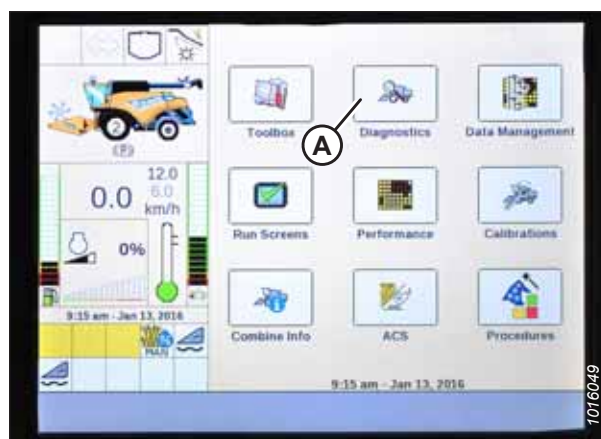 Toolbox
Diagnostics
Data Management
A
2
(P)
12.0
6.0
0.0
km/h
Run Screens
Performance
Calibrations
0%
9:15 am - Jan 13, 2016
MAN
Combine Info
ACS
Procedures
9:15 am - Jan 13, 2016
1016049